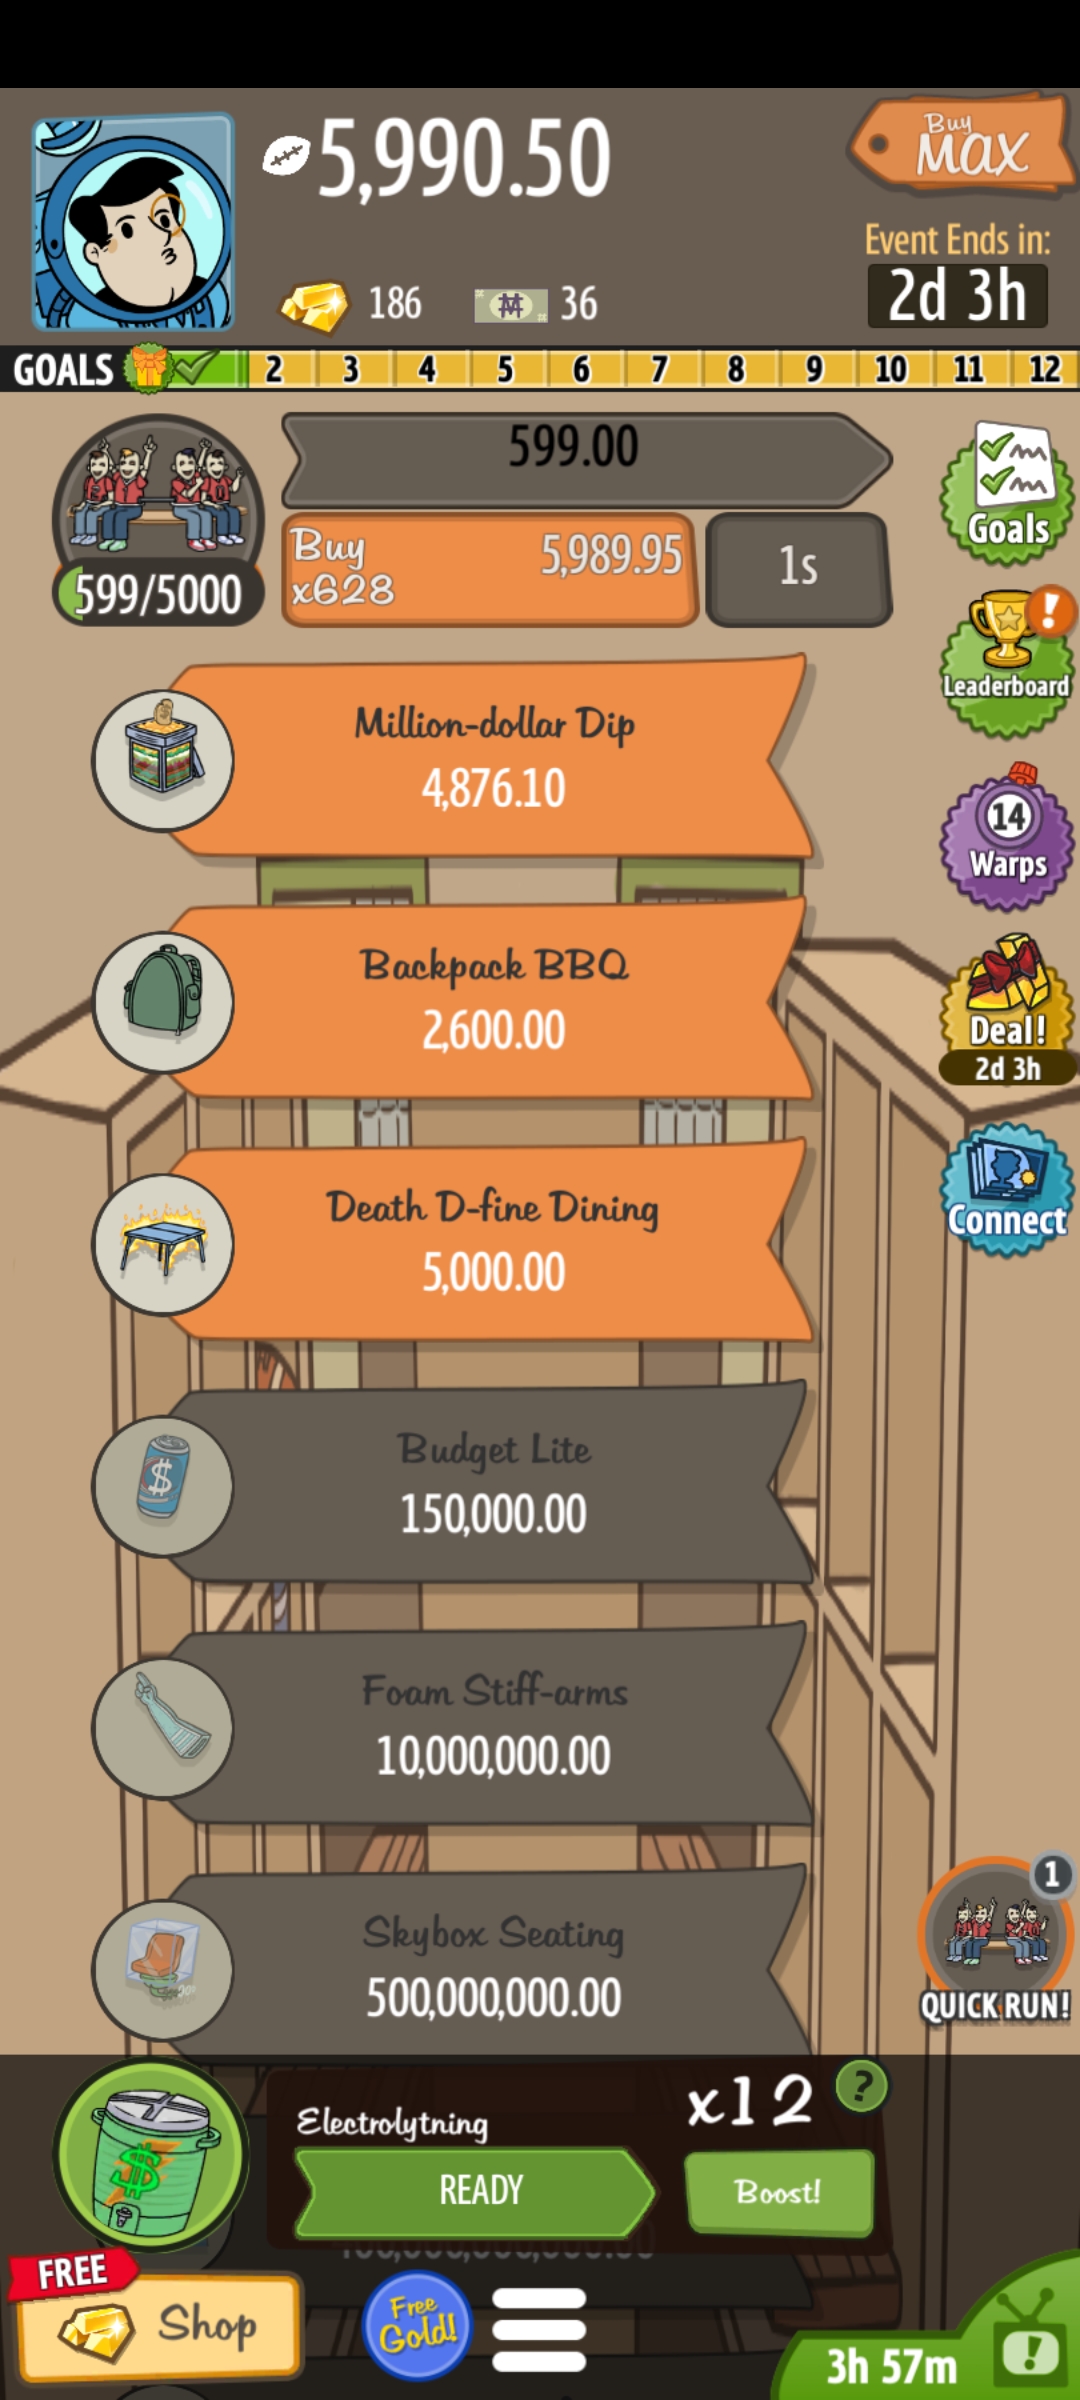 5,990.50
Buy
MAX
Event Ends in:
2d 3h
186
36
GOALS 2 3 4 5 6 7 8 9 10 11 12
599.00
Buy
x628
5,989.95
1s
599/5000
Goals
!
Leaderboard
Million-dollar Dip
4,876.10
14
Warps
Backpack BBQ
2,600.00
Deal!
2d 3h
Death D-fine Dining
5,000.00
Connect
Budget Lite
150,000.00
$
Foam Stiff-arms
10,000,000.00
Skybox Seating
500,000,000.00
1
QUICK RUN!
x12
?
Electrolytning
READY
Boost!
$
FREE
Shop
Free
Gold!
3h 57m
!